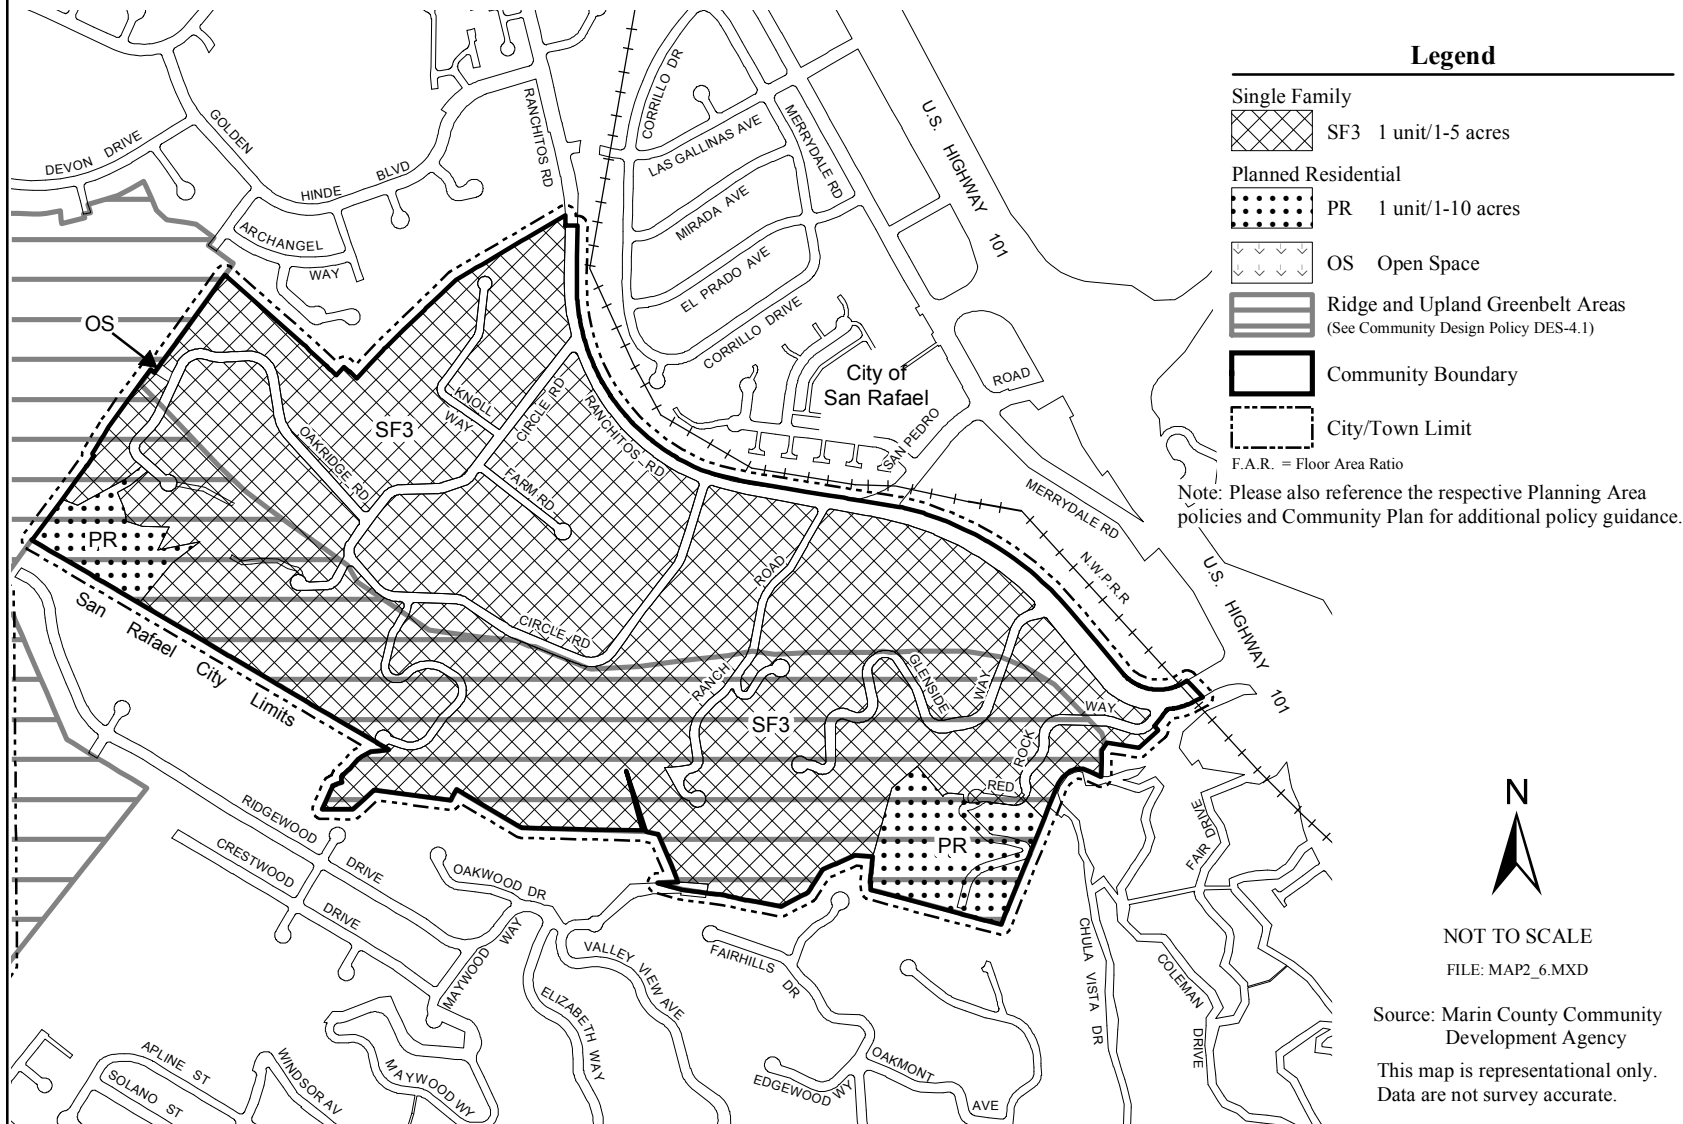 Legend
Single Family
SF3 1 unit/1-5 acres
Planned Residential
PR 1 unit/1-10 acres
OS Open Space
Ridge and Upland Greenbelt Areas
(See Community Design Policy DES-4.1)
Community Boundary
City/Town Limit
F.A.R. = Floor Area Ratio
Note: Please also reference the respective Planning Area
policies and Community Plan for additional policy guidance.
N
NOT TO SCALE
FILE: MAP2_6.MXD
Source: Marin County Community
Development Agency
This map is representational only.
Data are not survey accurate.
DEVON DRIVE
GOLDEN
HINDE BLVD
ARCHANGEL
WAY
RANCHITOS RD
CORRILLO DR
LAS GALLINAS AVE
MERRYDALE RD
MIRADA AVE
EL PRADO AVE
CORRILLO DRIVE
U.S. HIGHWAY 101
City of
San Rafael
ROAD
SAN PEDRO
MERRYDALE RD
N.W.P.R.R
U.S. HIGHWAY 101
OS
SF3
KNOLL
WAY
CIRCLE RD
RANCHITOS RD
OAKRIDGE RD
FARM RD
PR
CIRCLE RD
ROAD
RANCH
GLENSIDE
WAY
SF3
WAY
ROCK
RED
PR
San Rafael City Limits
RIDGEWOOD
DRIVE
CRESTWOOD
DRIVE
OAKWOOD DR
MAYWOOD WAY
VALLEY VIEW AVE
ELIZABETH WAY
FAIRHILLS
DR
FAIR DRIVE
CHULA VISTA DR
COLEMAN
DRIVE
APLINE ST
SOLANO ST
WINDSOR AV
MAYWOOD WY
EDGEWOOD WY
OAKMONT
AVE